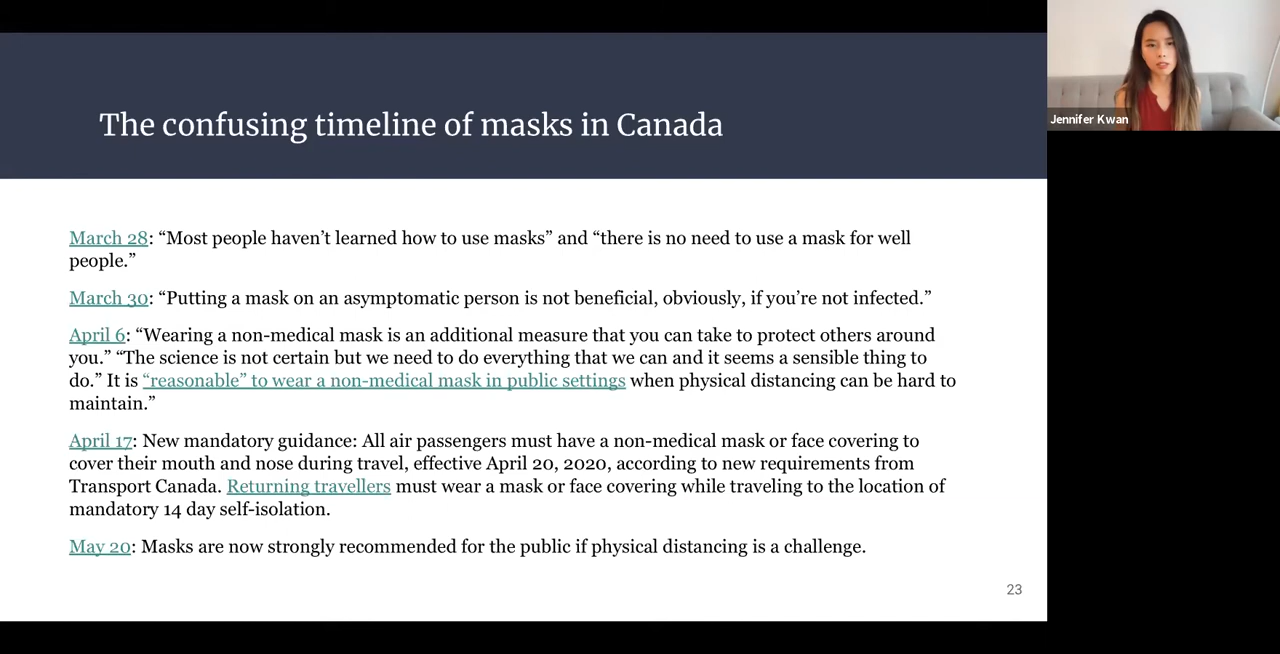 The confusing timeline of masks in Canada
Jennifer Kwan
March 28: “Most people haven’t learned how to use masks” and “there is no need to use a mask for well
people.”
March 30: “Putting a mask on an asymptomatic person is not beneficial, obviously, if you’re not infected.”
April 6: “Wearing a non-medical mask is an additional measure that you can take to protect others around
you.” “The science is not certain but we need to do everything that we can and it seems a sensible thing to
do.” It is “reasonable” to wear a non-medical mask in public settings when physical distancing can be hard to
maintain.”
April 17: New mandatory guidance: All air passengers must have a non-medical mask or face covering to
cover their mouth and nose during travel, effective April 20, 2020, according to new requirements from
Transport Canada. Returning travellers must wear a mask or face covering while traveling to the location of
mandatory 14 day self-isolation.
May 20: Masks are now strongly recommended for the public if physical distancing is a challenge.
23